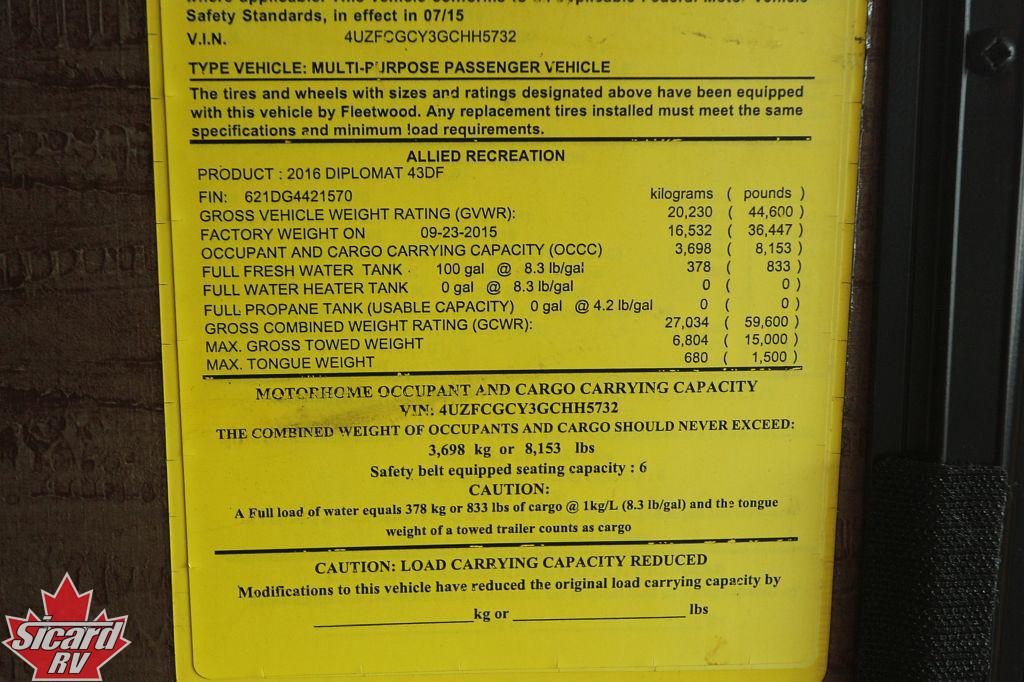 Safety Standards, in effect in 07/15
V.I.N. 4UZFCGCY3GCHH5732
TYPE VEHICLE: MULTI-PURPOSE PASSENGER VEHICLE
The tires and wheels with sizes and ratings designated above have been equipped
with this vehicle by Fleetwood. Any replacement tires installed must meet the same
specifications and minimum load requirements.
ALLIED RECREATION
PRODUCT : 2016 DIPLOMAT 43DF
FIN: 621DG4421570 kilograms ( pounds )
GROSS VEHICLE WEIGHT RATING (GVWR): 20,230 ( 44,600 )
FACTORY WEIGHT ON 09-23-2015 16,532 ( 36,447 )
OCCUPANT AND CARGO CARRYING CAPACITY (OCCC) 3,698 ( 8,153 )
FULL FRESH WATER TANK 100 gal @ 8.3 lb/gal 378 ( 833 )
FULL WATER HEATER TANK 0 gal @ 8.3 lb/gal 0 ( 0 )
FULL PROPANE TANK (USABLE CAPACITY) 0 gal @ 4.2 lb/gal 0 ( 0 )
GROSS COMBINED WEIGHT RATING (GCWR): 27,034 ( 59,600 )
MAX. GROSS TOWED WEIGHT 6,804 ( 15,000 )
MAX. TONGUE WEIGHT 680 ( 1,500 )
MOTORHOME OCCUPANT AND CARGO CARRYING CAPACITY
VIN: 4UZFCGCY3GCHH5732
THE COMBINED WEIGHT OF OCCUPANTS AND CARGO SHOULD NEVER EXCEED:
3,698 kg or 8,153 lbs
Safety belt equipped seating capacity : 6
CAUTION:
A Full load of water equals 378 kg or 833 lbs of cargo @ 1kg/L (8.3 lb/gal) and the tongue
weight of a towed trailer counts as cargo
CAUTION: LOAD CARRYING CAPACITY REDUCED
Modifications to this vehicle have reduced the original load carrying capacity by
kg or lbs
Sicard
RV